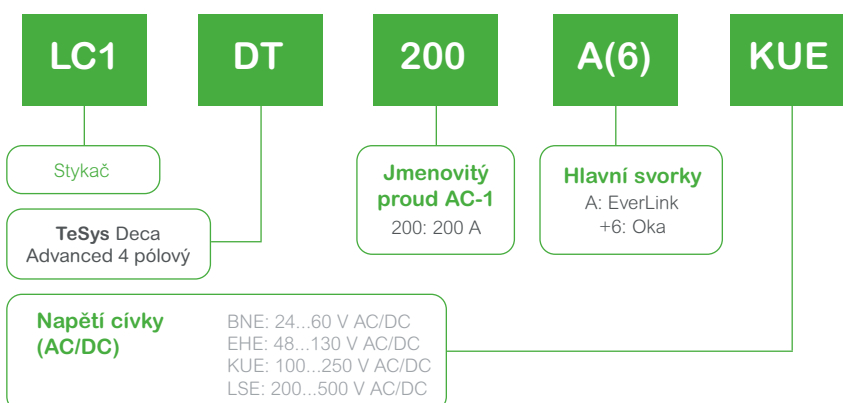 LC1 DT 200 A(6) KUE
Stykač
TeSys Deca
Advanced 4 pólový
Jmenovitý
proud AC-1
200: 200 A
Hlavní svorky
A: EverLink
+6: Oka
Napětí cívky
(AC/DC)
BNE: 24...60 V AC/DC
EHE: 48...130 V AC/DC
KUE: 100...250 V AC/DC
LSE: 200...500 V AC/DC